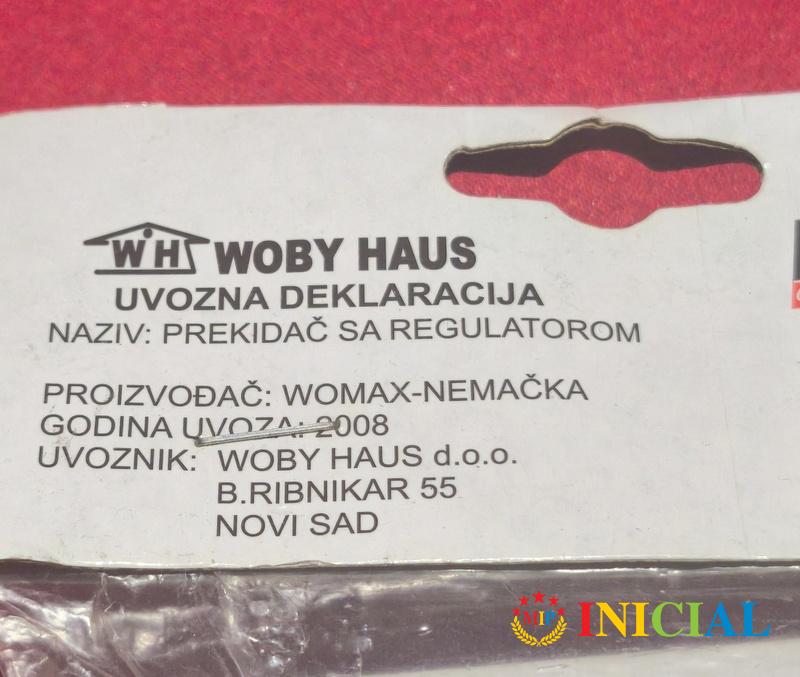 WH WOBY HAUS
UVOZNA DEKLARACIJA
NAZIV: PREKIDAČ SA REGULATOROM
PROIZVOĐAČ: WOMAX-NEMAČKA
GODINA UVOZA: 2008
UVOZNIK: WOBY HAUS d.o.o.
B.RIBNIKAR 55
NOVI SAD
MIP INICIAL